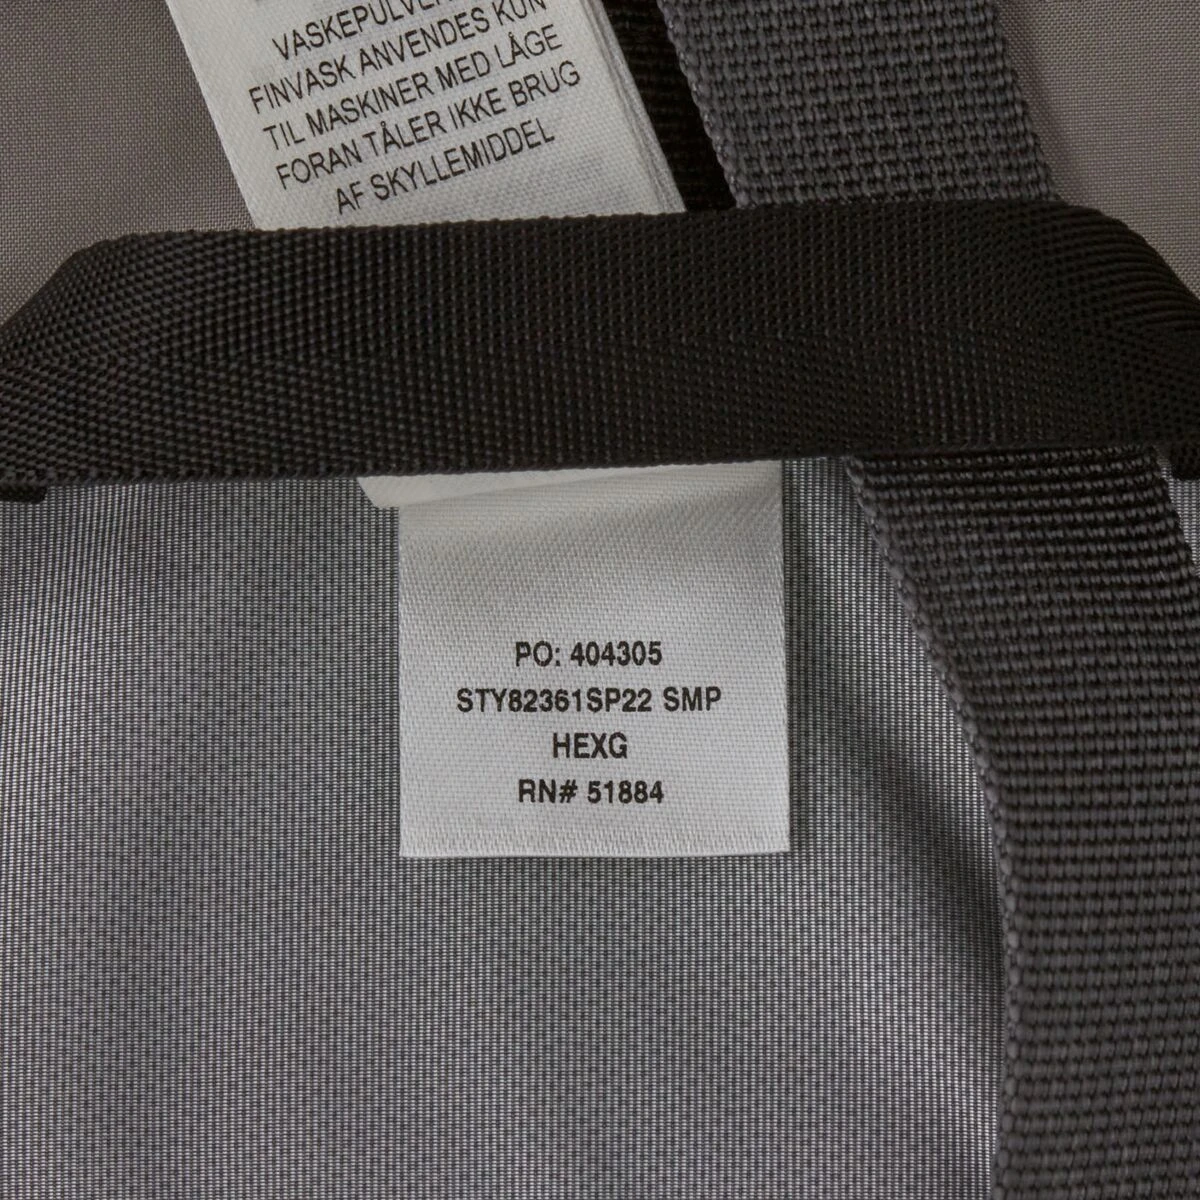 VASKEPULVER
FINVASK ANVENDES KUN
TIL MASKINER MED LÅGE
FORAN TÅLER IKKE BRUG
AF SKYLLEMIDDEL
PO: 404305
STY82361SP22 SMP
HEXG
RN# 51884